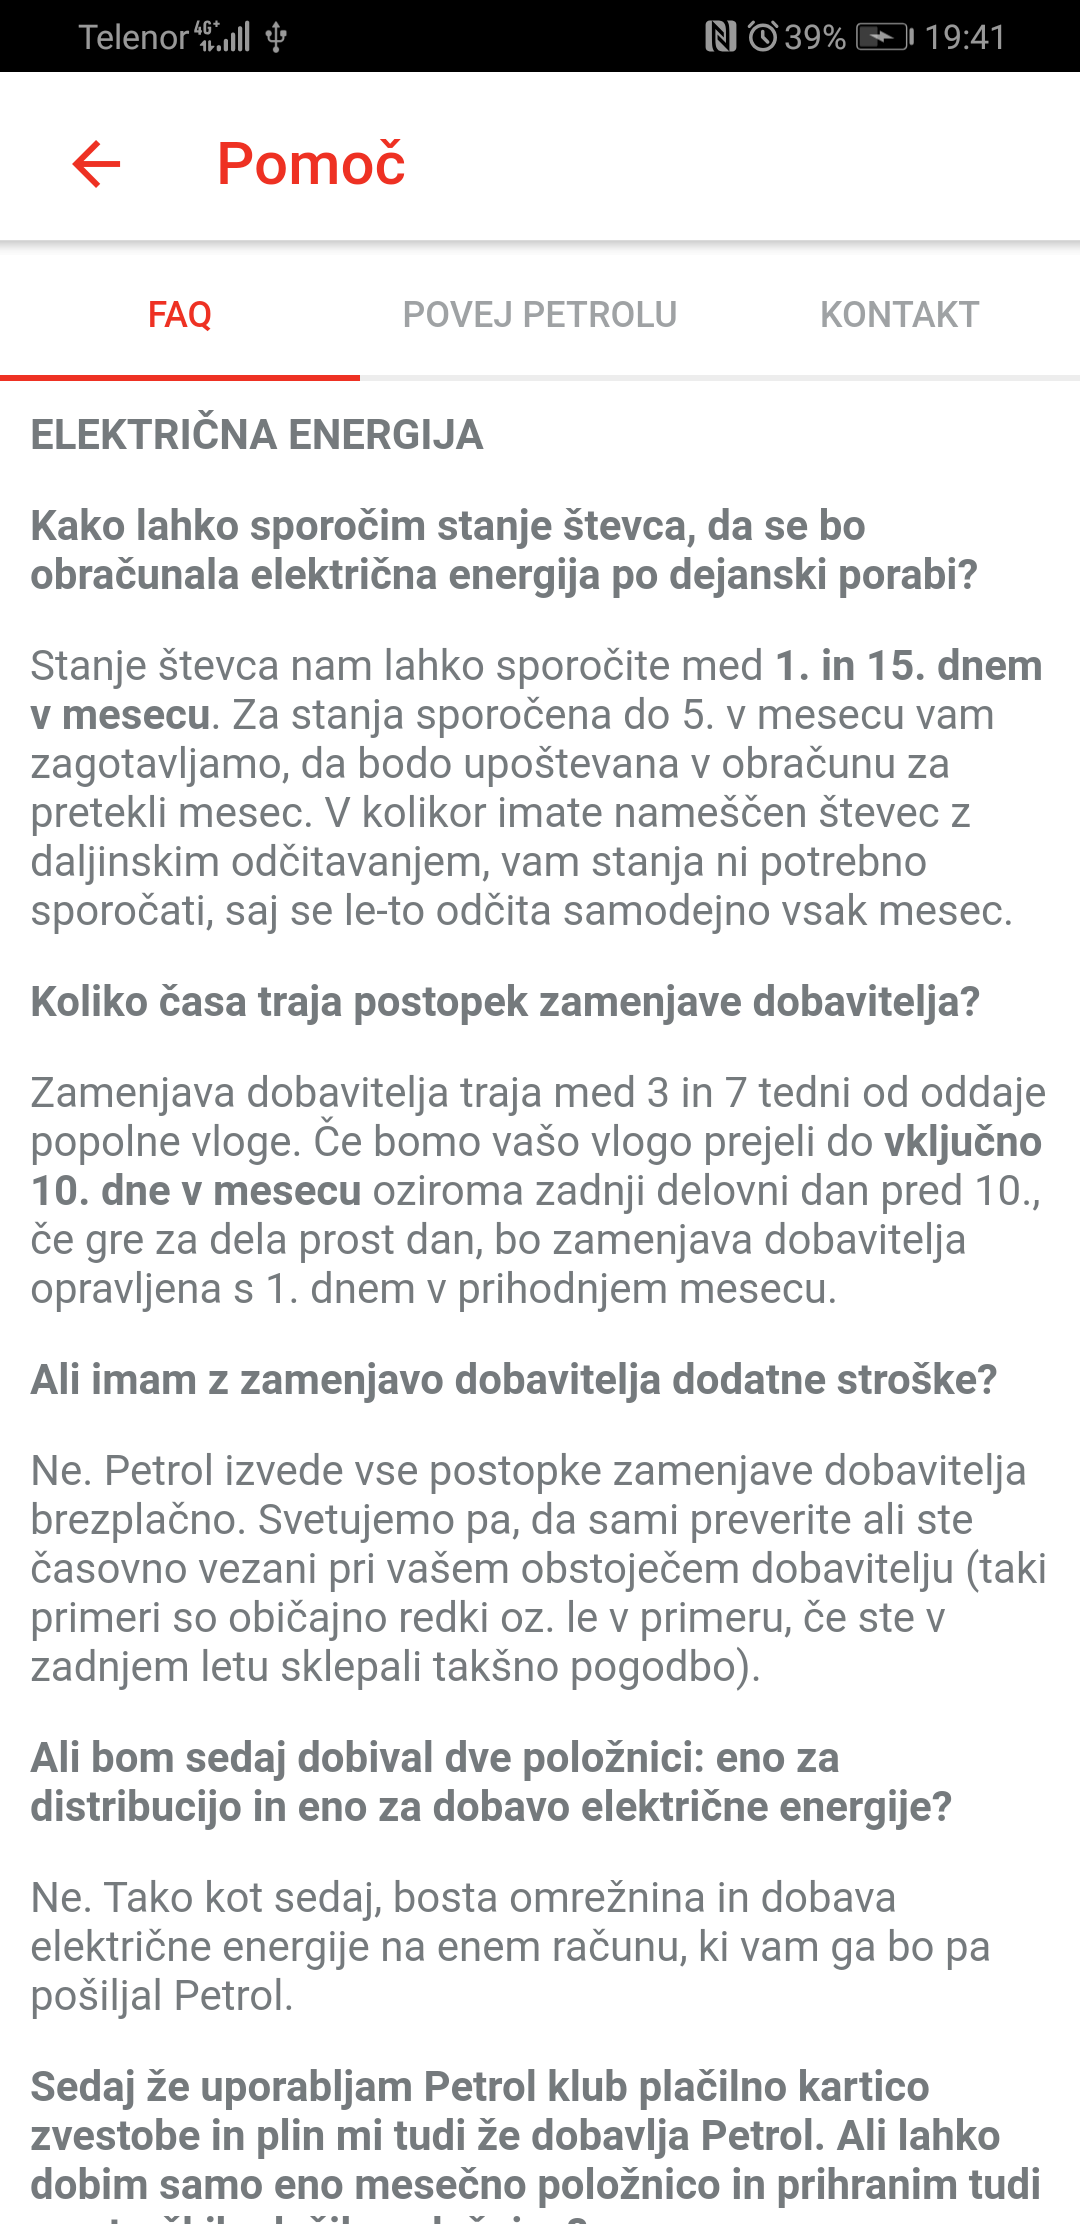 Telenor 4G+ 39% 19:41
Pomoč
FAQ POVEJ PETROLU KONTAKT
ELEKTRIČNA ENERGIJA
Kako lahko sporočim stanje števca, da se bo
obračunala električna energija po dejanski porabi?
Stanje števca nam lahko sporočite med 1. in 15. dnem
v mesecu. Za stanja sporočena do 5. v mesecu vam
zagotavljamo, da bodo upoštevana v obračunu za
pretekli mesec. V kolikor imate nameščen števec z
daljinskim odčitavanjem, vam stanja ni potrebno
sporočati, saj se le-to odčita samodejno vsak mesec.
Koliko časa traja postopek zamenjave dobavitelja?
Zamenjava dobavitelja traja med 3 in 7 tedni od oddaje
popolne vloge. Če bomo vašo vlogo prejeli do vključno
10. dne v mesecu oziroma zadnji delovni dan pred 10.,
če gre za dela prost dan, bo zamenjava dobavitelja
opravljena s 1. dnem v prihodnjem mesecu.
Ali imam z zamenjavo dobavitelja dodatne stroške?
Ne. Petrol izvede vse postopke zamenjave dobavitelja
brezplačno. Svetujemo pa, da sami preverite ali ste
časovno vezani pri vašem obstoječem dobavitelju (taki
primeri so običajno redki oz. le v primeru, če ste v
zadnjem letu sklepali takšno pogodbo).
Ali bom sedaj dobival dve položnici: eno za
distribucijo in eno za dobavo električne energije?
Ne. Tako kot sedaj, bosta omrežnina in dobava
električne energije na enem računu, ki vam ga bo pa
pošiljal Petrol.
Sedaj že uporabljam Petrol klub plačilno kartico
zvestobe in plin mi tudi že dobavlja Petrol. Ali lahko
dobim samo eno mesečno položnico in prihranim tudi